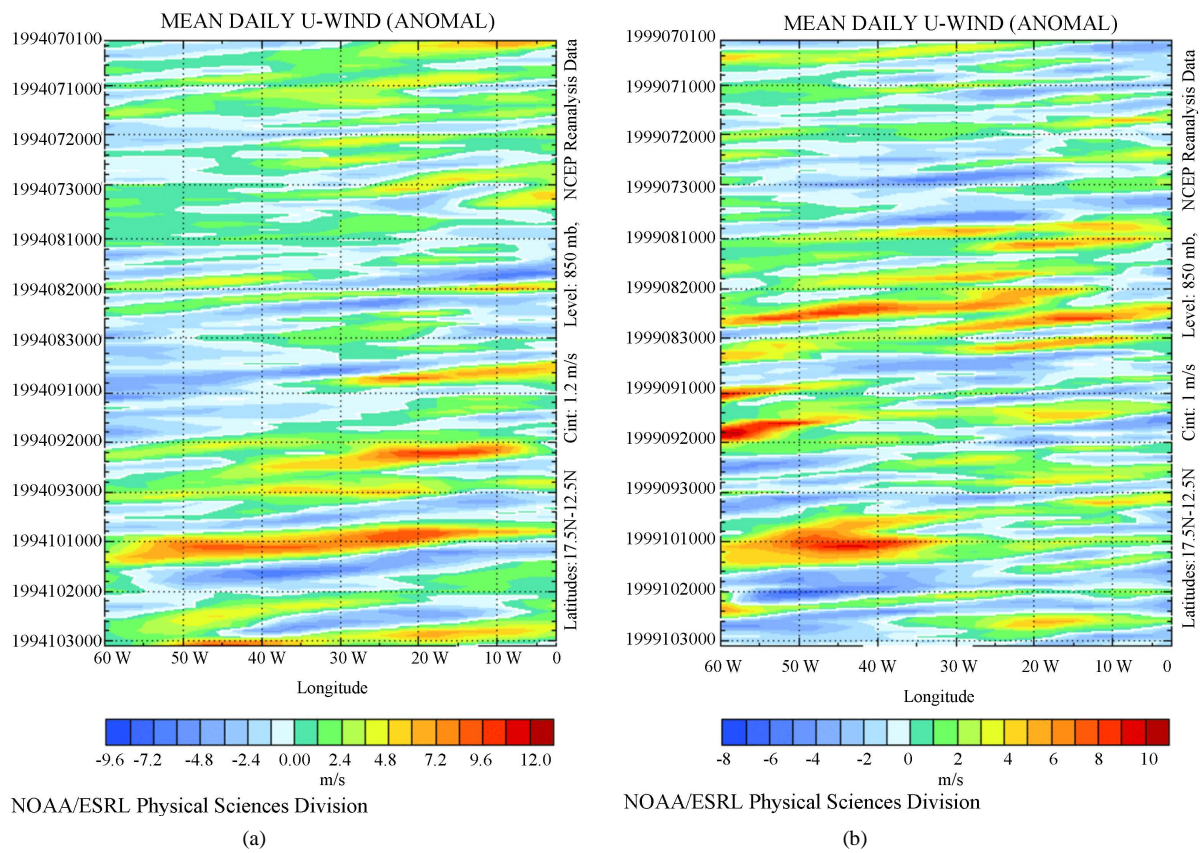 MEAN DAILY U-WIND (ANOMAL)
1994070100
1994071000
1994072000
1994073000
1994081000
1994082000
1994083000
1994091000
1994092000
1994093000
1994101000
1994102000
1994103000
60 W 50 W 40 W 30 W 20 W 10 W 0
Longitude
Latitudes:17.5N-12.5N Cint: 1.2 m/s Level: 850 mb, NCEP Reanalysis Data
-9.6 -7.2 -4.8 -2.4 0.00 2.4 4.8 7.2 9.6 12.0
m/s
NOAA/ESRL Physical Sciences Division
(a)
MEAN DAILY U-WIND (ANOMAL)
1999070100
1999071000
1999072000
1999073000
1999081000
1999082000
1999083000
1999091000
1999092000
1999093000
1999101000
1999102000
1999103000
60 W 50 W 40 W 30 W 20 W 10 W 0
Longitude
Latitudes:17.5N-12.5N Cint: 1 m/s Level: 850 mb, NCEP Reanalysis Data
-8 -6 -4 -2 0 2 4 6 8 10
m/s
NOAA/ESRL Physical Sciences Division
(b)